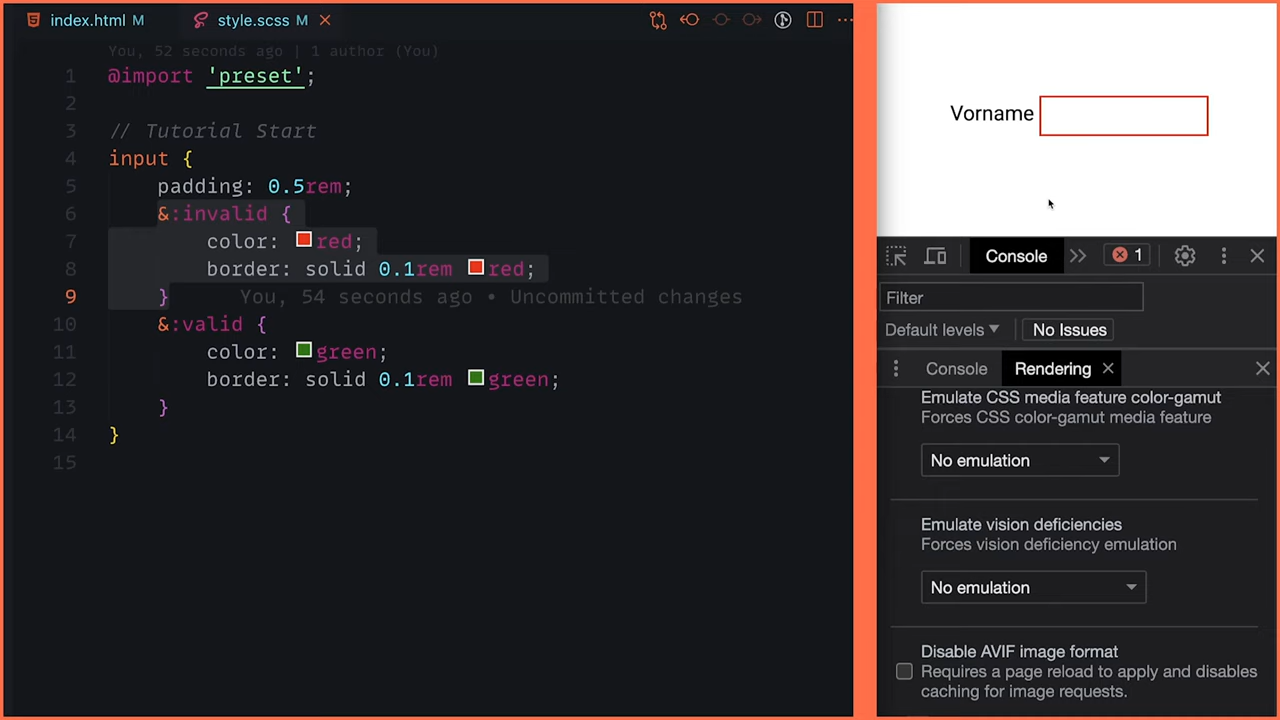 index.html M
style.scss M
You, 52 seconds ago | 1 author (You)
1 @import 'preset';
2
3 // Tutorial Start
4 input {
5 padding: 0.5rem;
6 &:invalid {
7 color: red;
8 border: solid 0.1rem red;
9 } You, 54 seconds ago • Uncommitted changes
10 &:valid {
11 color: green;
12 border: solid 0.1rem green;
13 }
14 }
15
Vorname
Console
1
Filter
Default levels
No Issues
Console
Rendering
Emulate CSS media feature color-gamut
Forces CSS color-gamut media feature
No emulation
Emulate vision deficiencies
Forces vision deficiency emulation
No emulation
Disable AVIF image format
Requires a page reload to apply and disables
caching for image requests.